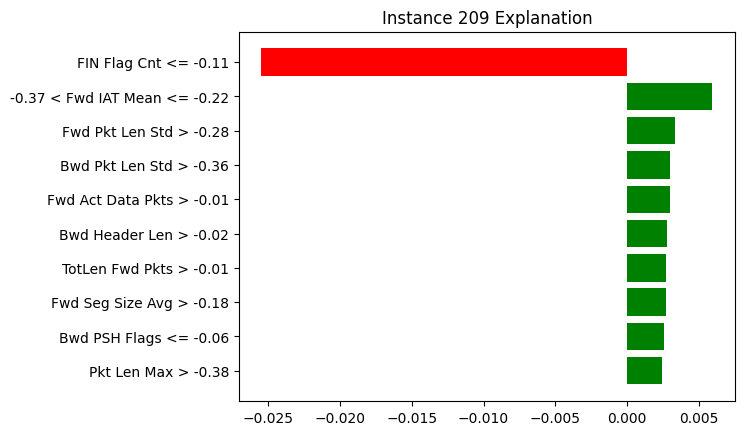 Instance 209 Explanation
FIN Flag Cnt <= -0.11
-0.37 < Fwd IAT Mean <= -0.22
Fwd Pkt Len Std > -0.28
Bwd Pkt Len Std > -0.36
Fwd Act Data Pkts > -0.01
Bwd Header Len > -0.02
TotLen Fwd Pkts > -0.01
Fwd Seg Size Avg > -0.18
Bwd PSH Flags <= -0.06
Pkt Len Max > -0.38
−0.025 −0.020 −0.015 −0.010 −0.005 0.000 0.005